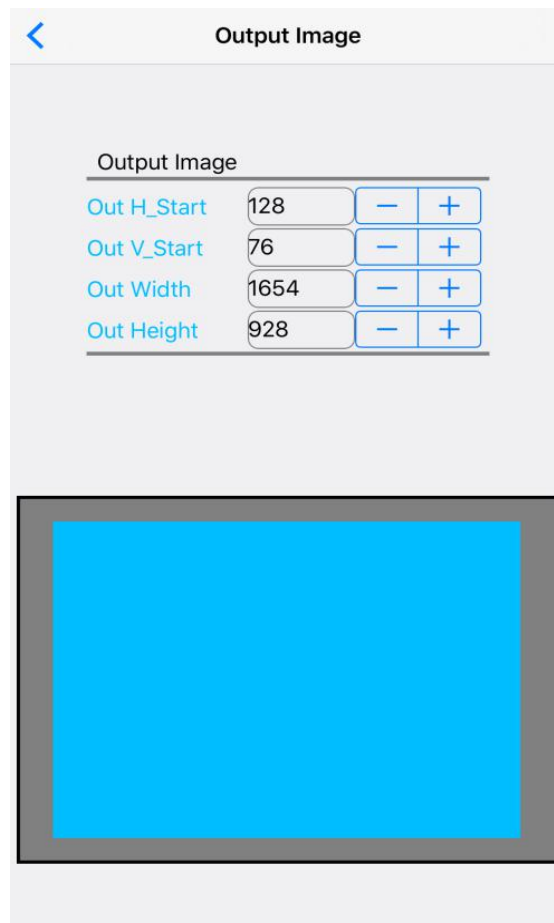 Output Image
Output Image
Out H_Start 128 − +
Out V_Start 76 − +
Out Width 1654 − +
Out Height 928 − +